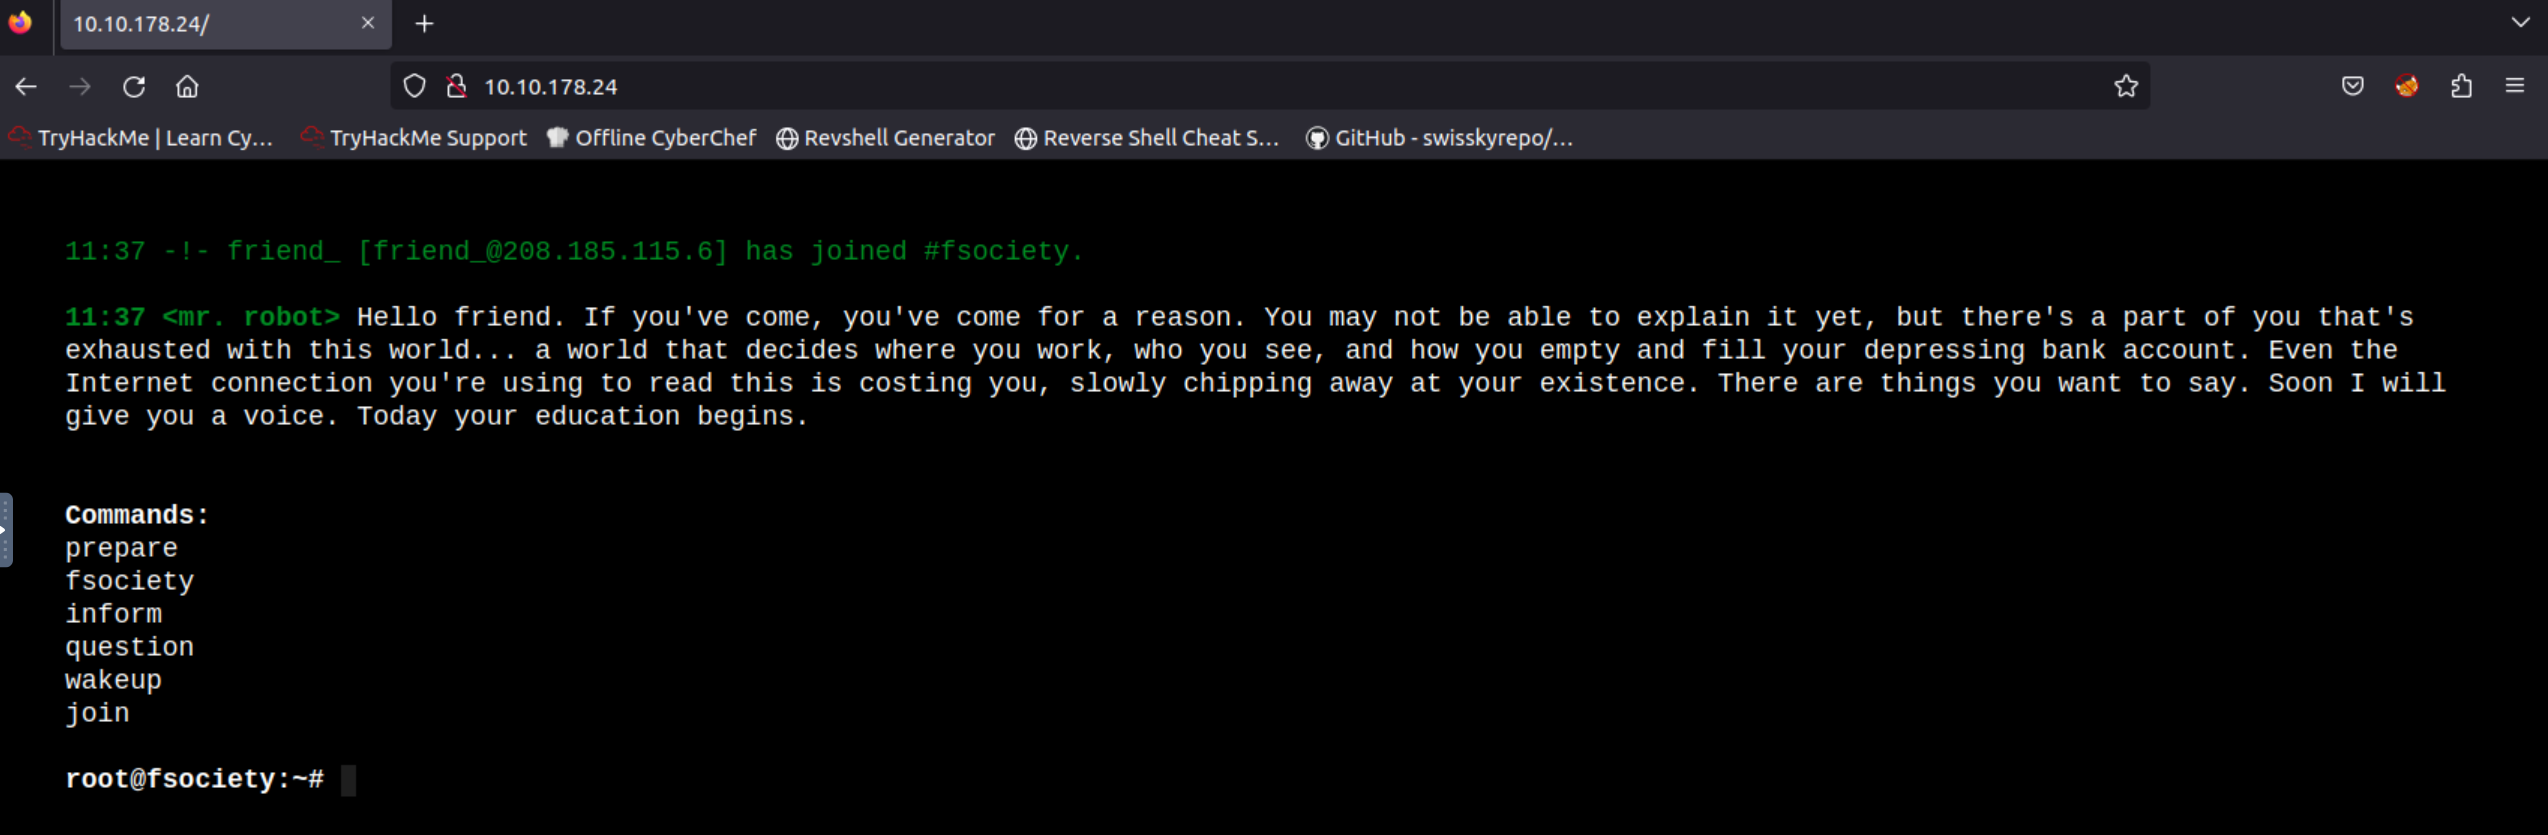 10.10.178.24/
10.10.178.24
TryHackMe | Learn Cy... TryHackMe Support Offline CyberChef Revshell Generator Reverse Shell Cheat S... GitHub - swisskyrepo/...
11:37 -!- friend_ [friend_@208.185.115.6] has joined #fsociety.
11:37 <mr. robot> Hello friend. If you've come, you've come for a reason. You may not be able to explain it yet, but there's a part of you that's
exhausted with this world... a world that decides where you work, who you see, and how you empty and fill your depressing bank account. Even the
Internet connection you're using to read this is costing you, slowly chipping away at your existence. There are things you want to say. Soon I will
give you a voice. Today your education begins.
Commands:
prepare
fsociety
inform
question
wakeup
join
root@fsociety:~#